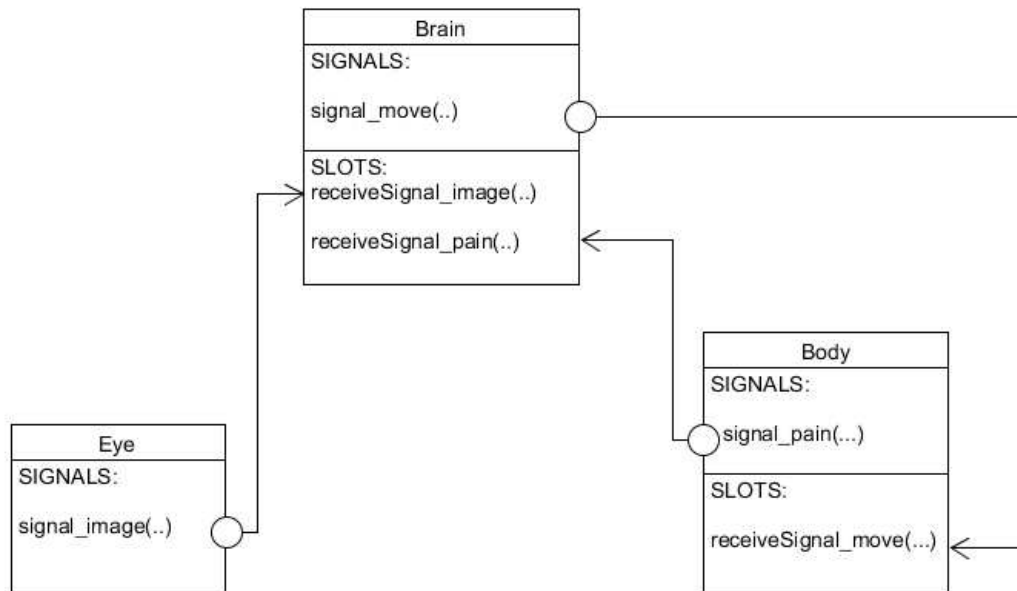 Brain
SIGNALS:
signal_move(..)
SLOTS:
receiveSignal_image(..)
receiveSignal_pain(..)
Body
SIGNALS:
signal_pain(...)
SLOTS:
receiveSignal_move(...)
Eye
SIGNALS:
signal_image(..)